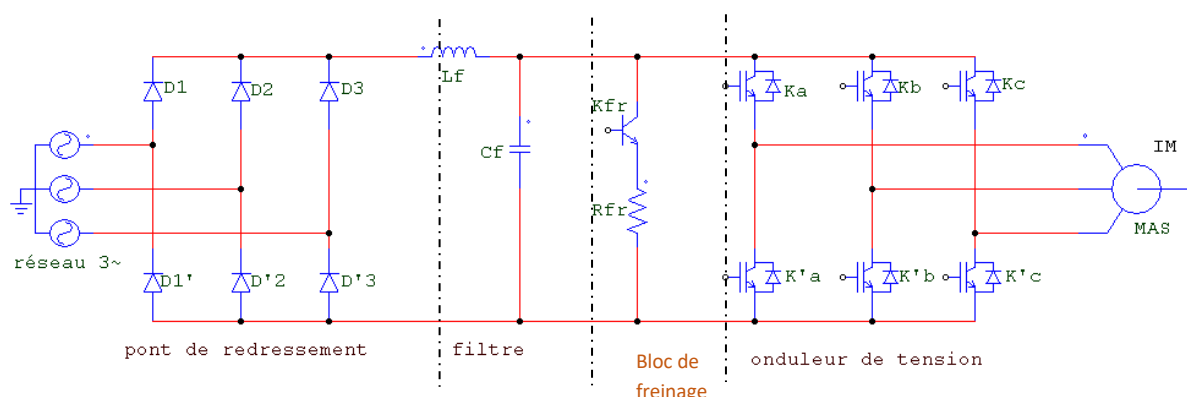 D1
D2
D3
Lf
Kfr
Ka
Kb
Kc
Cf
IM
Rfr
MAS
réseau 3~
D1'
D'2
D'3
K'a
K'b
K'c
pont de redressement
filtre
Bloc de
freinage
onduleur de tension